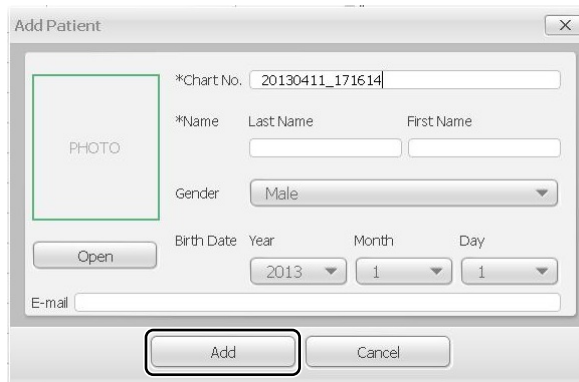 Add Patient
*Chart No. 20130411_171614
*Name Last Name First Name
PHOTO
Gender Male
Birth Date Year Month Day
Open
2013 1 1
E-mail
Add Cancel